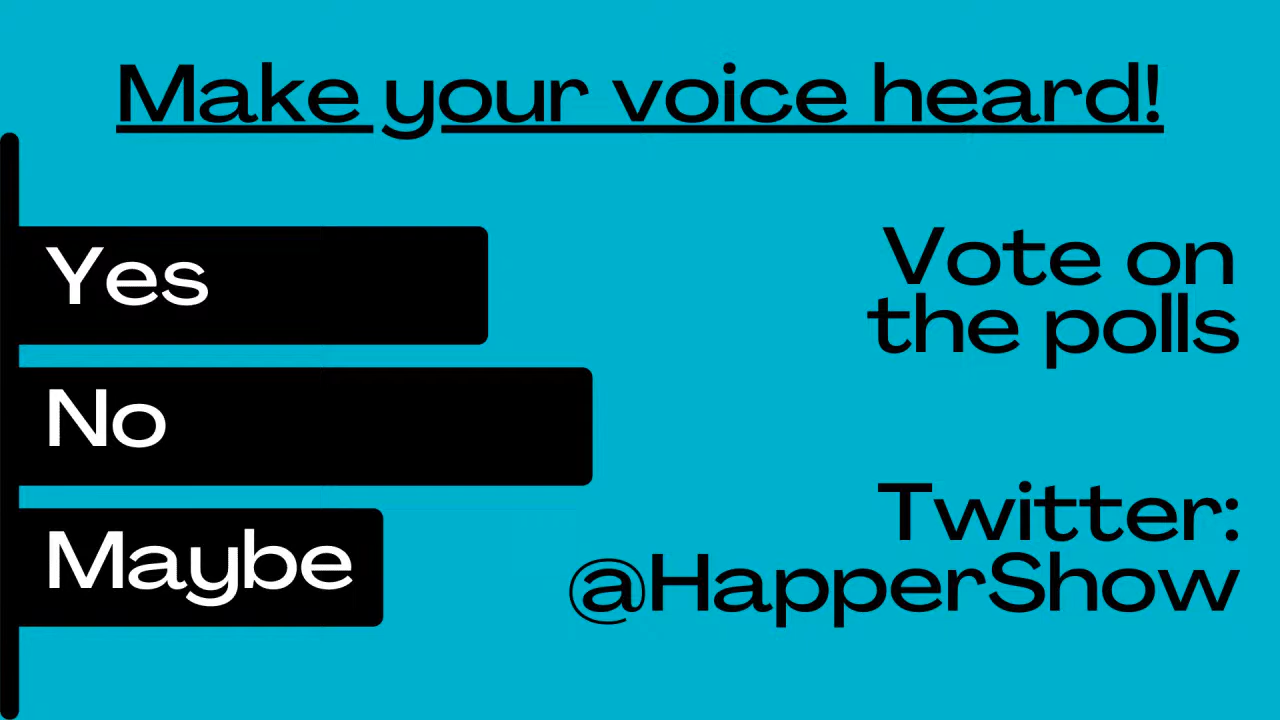 Make your voice heard!
Yes
No
Maybe
Vote on
the polls
Twitter:
@HapperShow